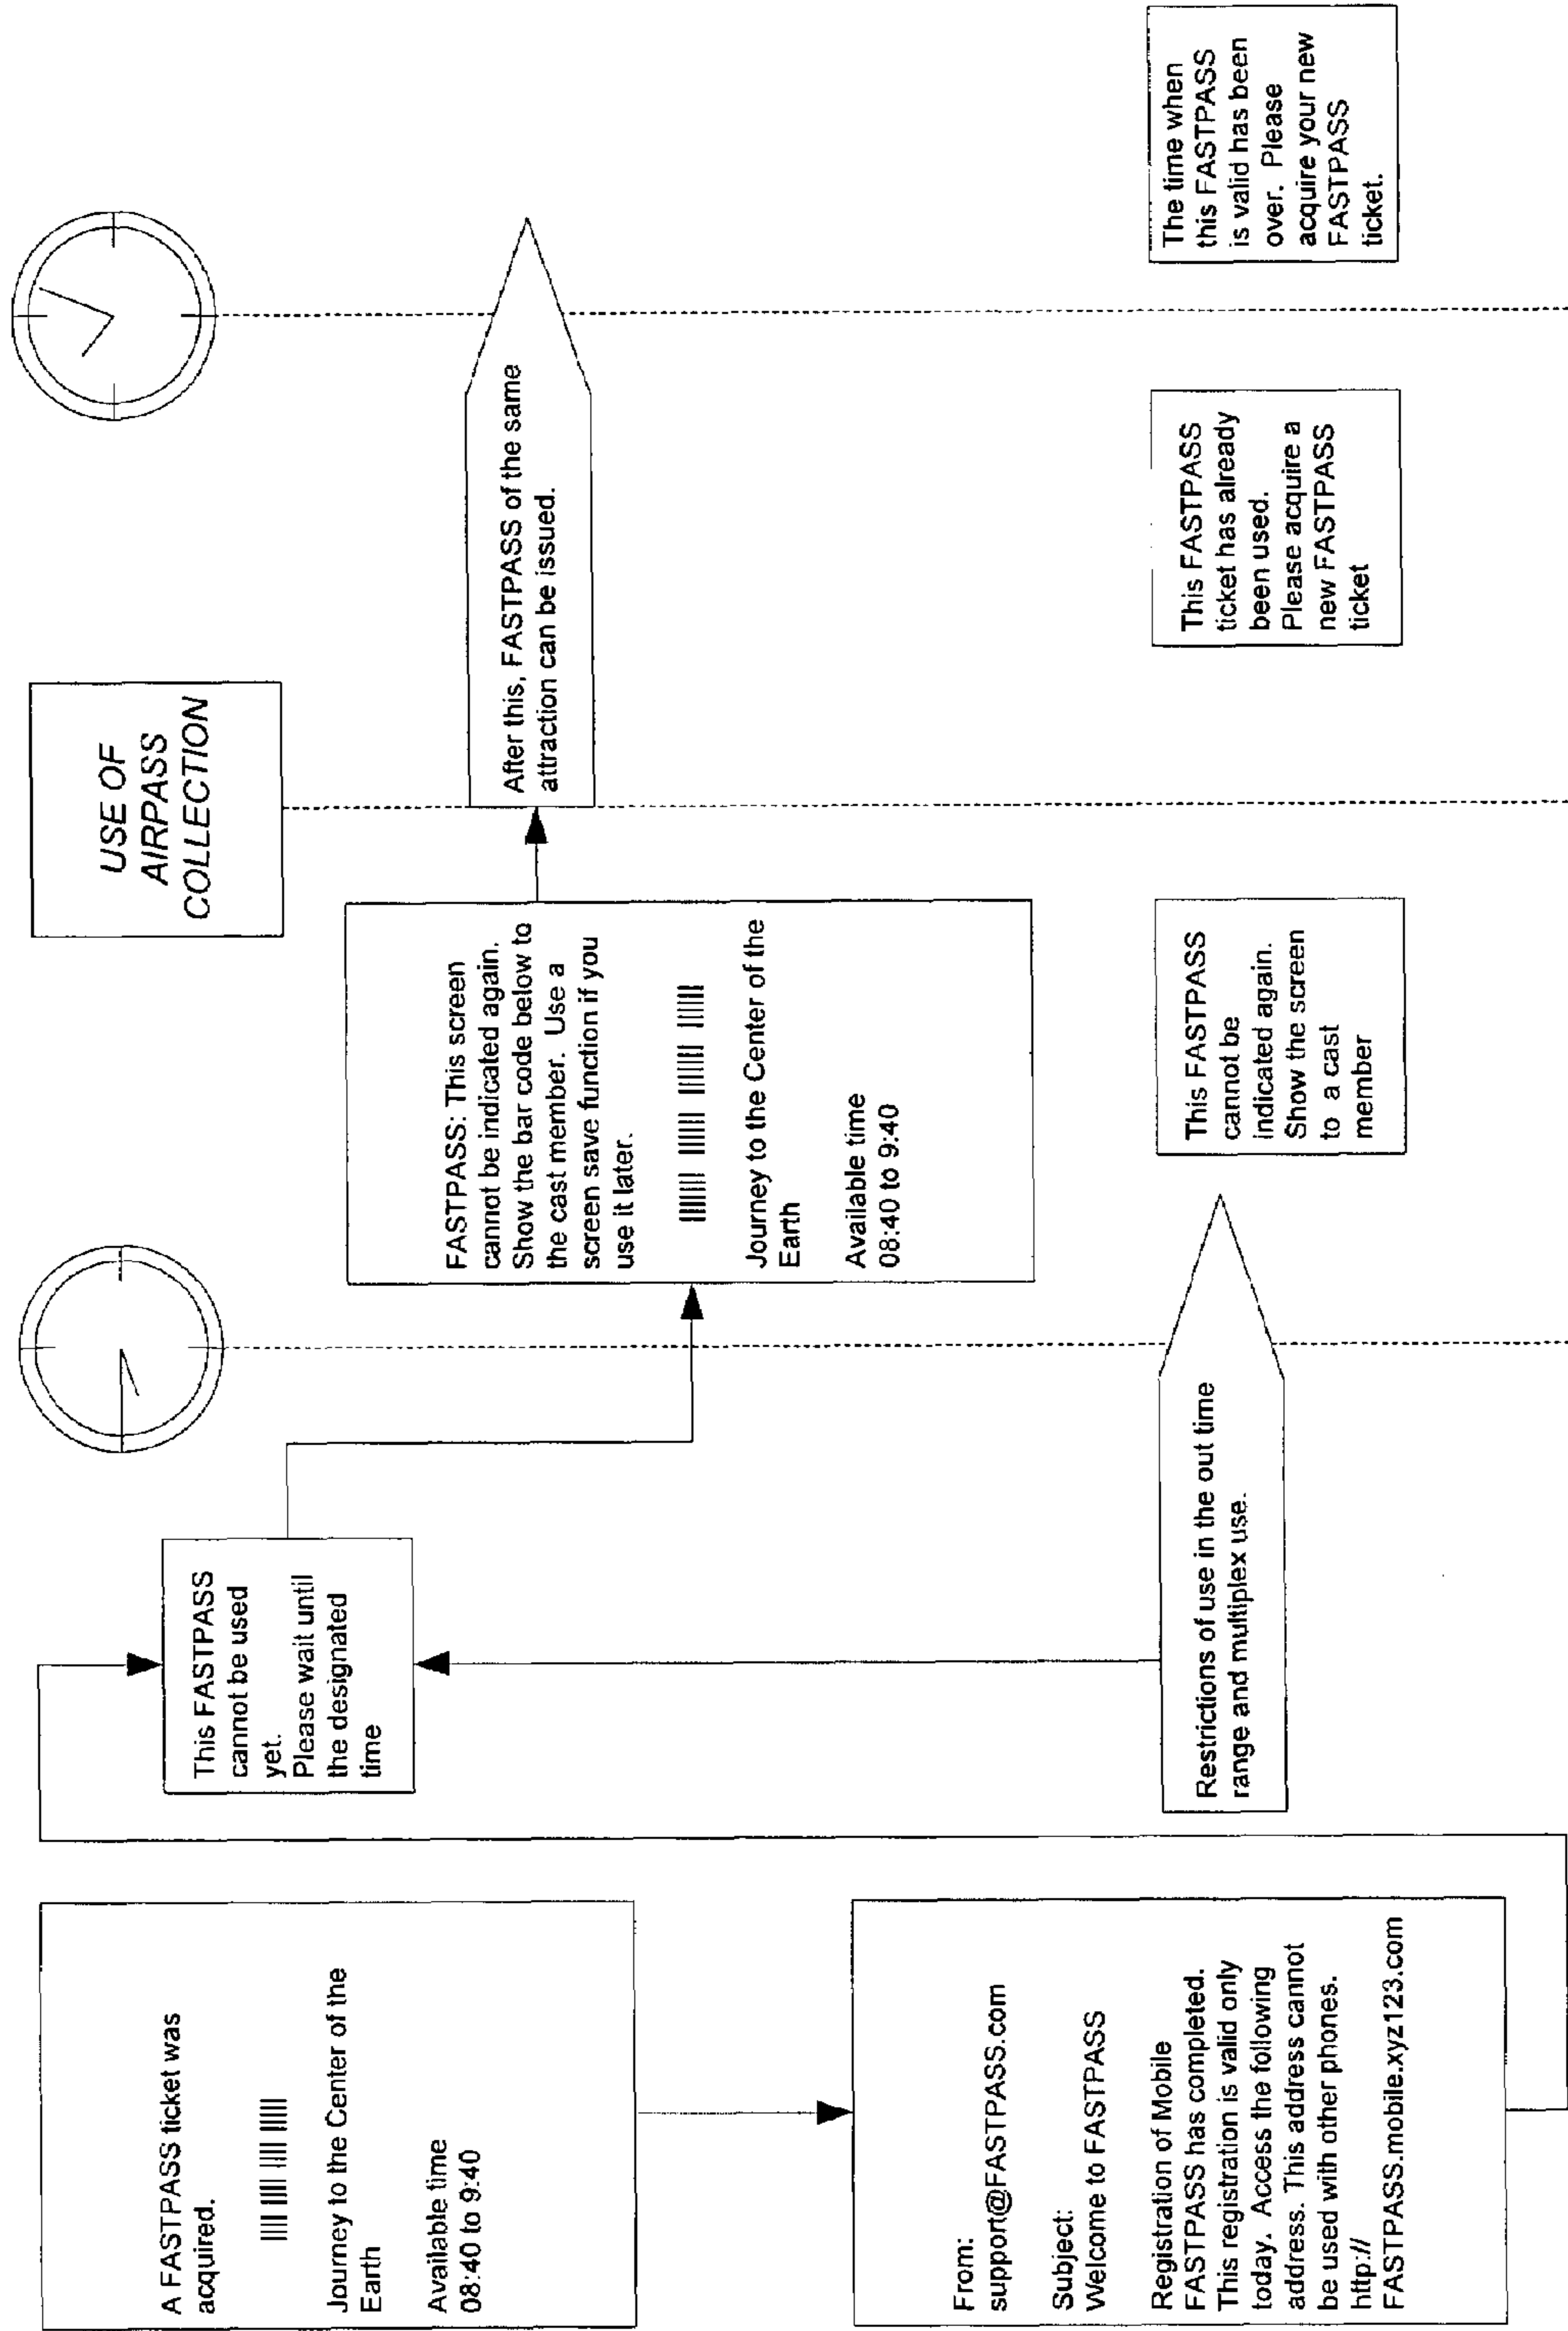 A FASTPASS ticket was
acquired.
Journey to the Center of the
Earth
Available time
08:40 to 9:40
From:
support@FASTPASS.com
Subject:
Welcome to FASTPASS
Registration of Mobile
FASTPASS has completed.
This registration is valid only
today. Access the following
address. This address cannot
be used with other phones.
http://
FASTPASS.mobile.xyz123.com
This FASTPASS
cannot be used
yet.
Please wait until
the designated
time
Restrictions of use in the out time
range and multiplex use.
FASTPASS: This screen
cannot be indicated again.
Show the bar code below to
the cast member. Use a
screen save function if you
use it later.
Journey to the Center of the
Earth
Available time
08:40 to 9:40
This FASTPASS
cannot be
indicated again.
Show the screen
to a cast
member
USE OF
AIRPASS
COLLECTION
After this, FASTPASS of the same
attraction can be issued.
This FASTPASS
ticket has already
been used.
Please acquire a
new FASTPASS
ticket
The time when
this FASTPASS
is valid has been
over. Please
acquire your new
FASTPASS
ticket.